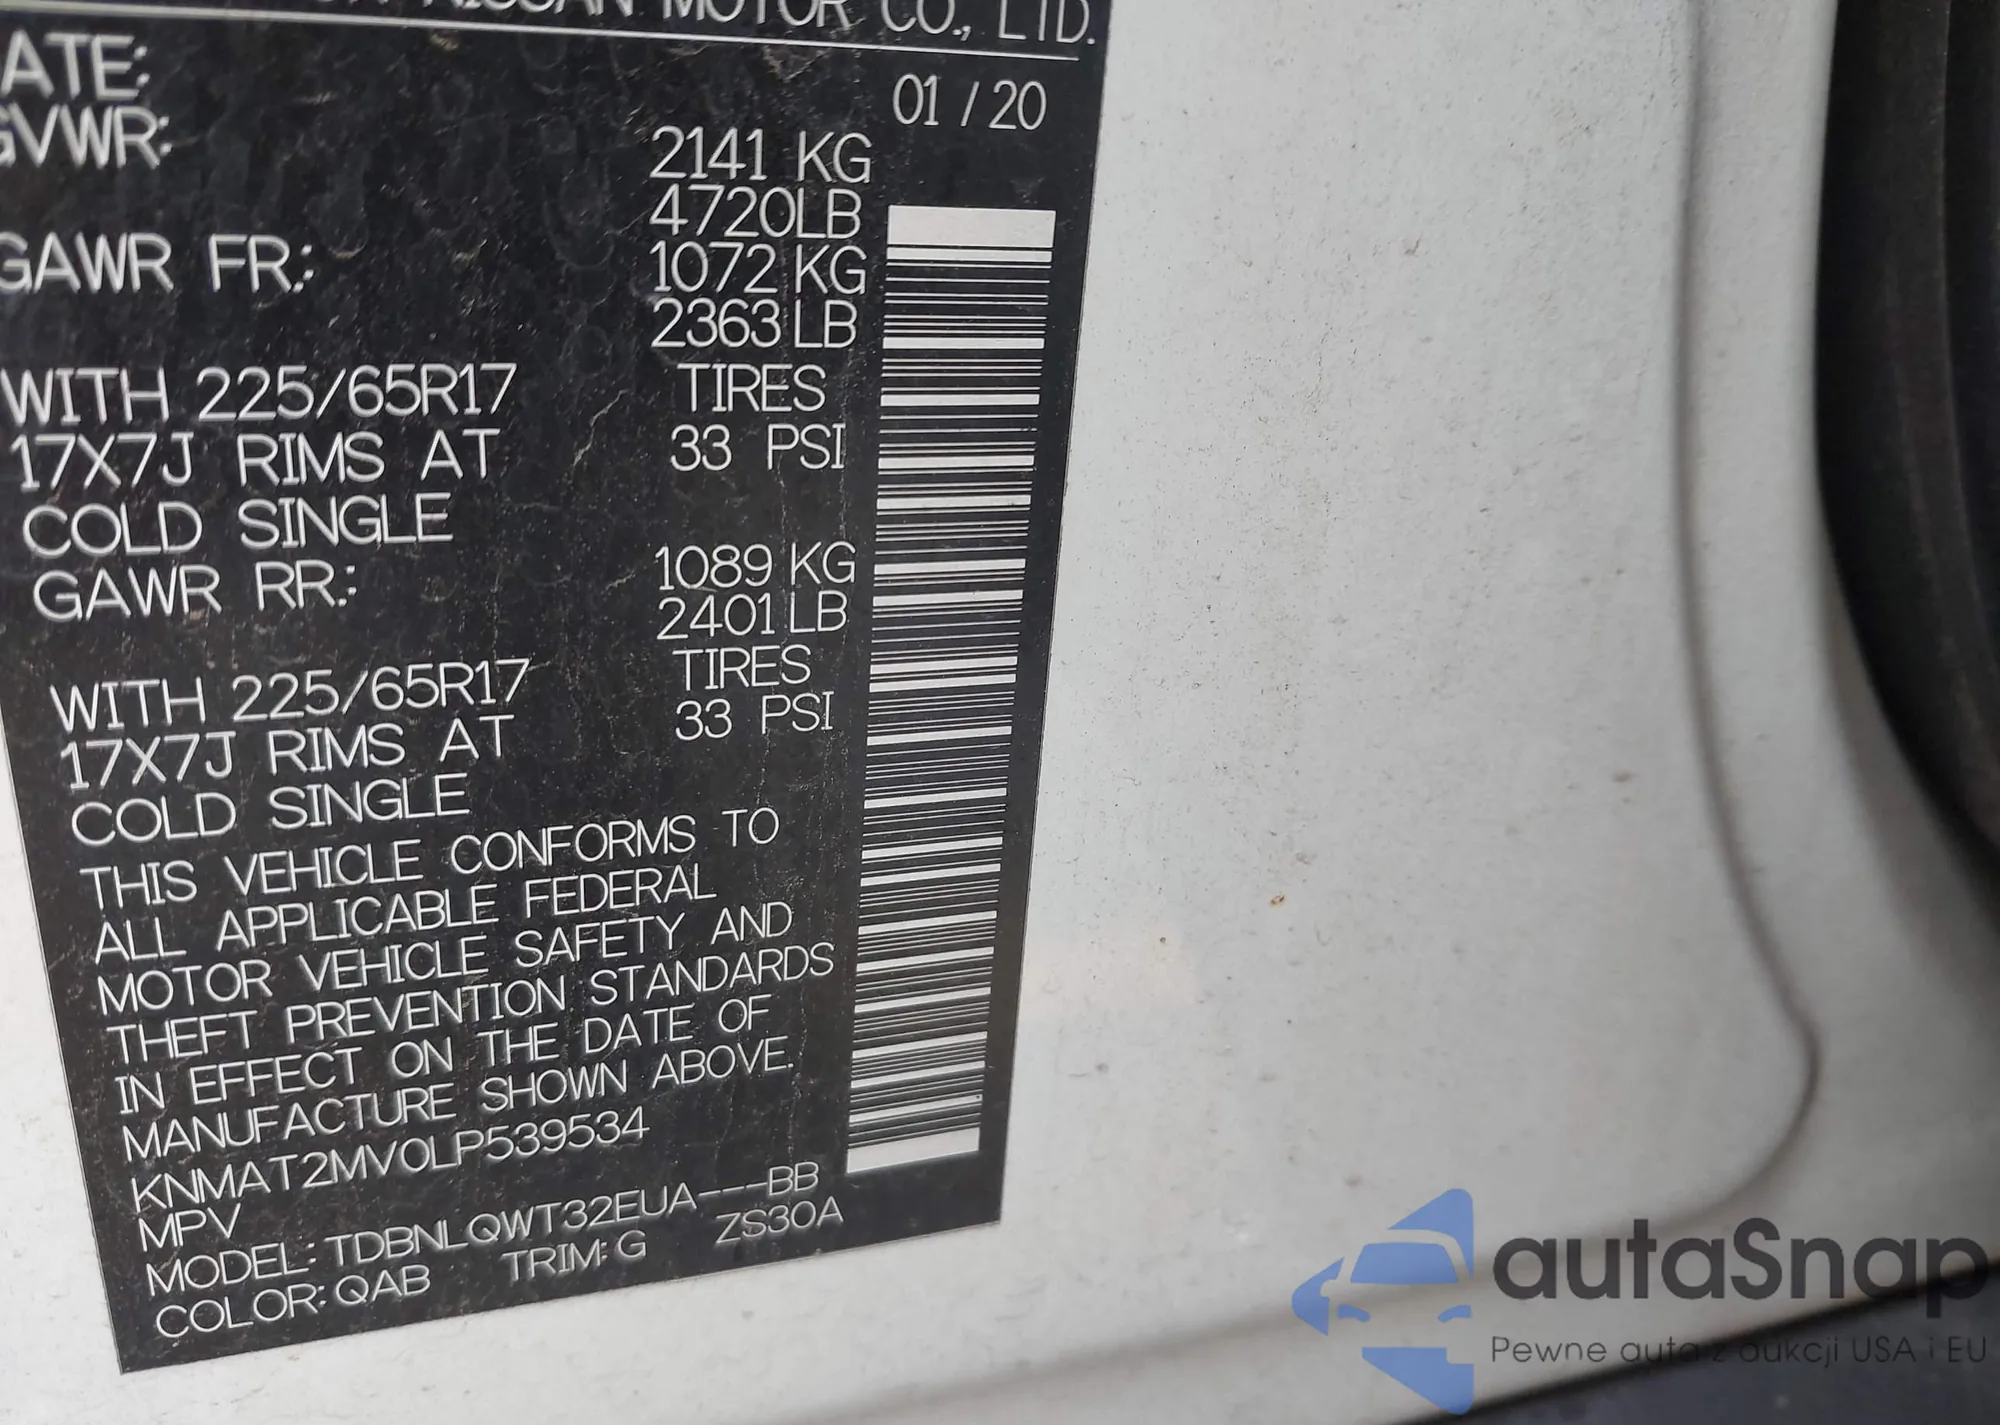 NISSAN MOTOR CO., LTD.
ATE: 01 / 20
GVWR: 2141 KG
4720LB
GAWR FR.: 1072 KG
2363 LB
WITH 225/65R17 TIRES
17X7J RIMS AT 33 PSI
COLD SINGLE
GAWR RR.: 1089 KG
2401 LB
WITH 225/65R17 TIRES
17X7J RIMS AT 33 PSI
COLD SINGLE
THIS VEHICLE CONFORMS TO
ALL APPLICABLE FEDERAL
MOTOR VEHICLE SAFETY AND
THEFT PREVENTION STANDARDS
IN EFFECT ON THE DATE OF
MANUFACTURE SHOWN ABOVE.
KNMAT2MV0LP539534
MPV
MODEL: TDBNLQWT32EUA---BB
COLOR: QAB TRIM: G ZS30A
autaSnap
Pewne auta z aukcji USA i EU